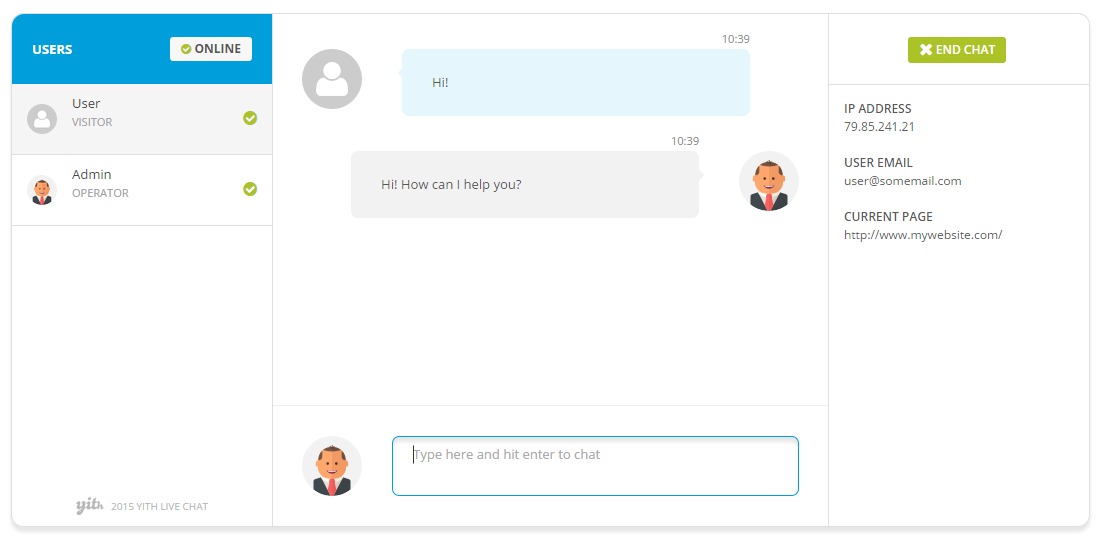 USERS
ONLINE
User
VISITOR
Admin
OPERATOR
yith 2015 YITH LIVE CHAT
10:39
Hi!
10:39
Hi! How can I help you?
Type here and hit enter to chat
END CHAT
IP ADDRESS
79.85.241.21
USER EMAIL
user@somemail.com
CURRENT PAGE
http://www.mywebsite.com/